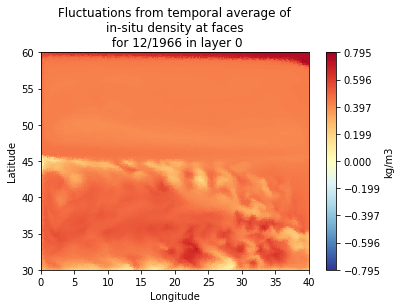 Fluctuations from temporal average of
in-situ density at faces
for 12/1966 in layer 0
60
55
50
45
40
35
30
Latitude
0 5 10 15 20 25 30 35 40
Longitude
0.795
0.596
0.397
0.199
0.000
−0.199
−0.397
−0.596
−0.795
kg/m3